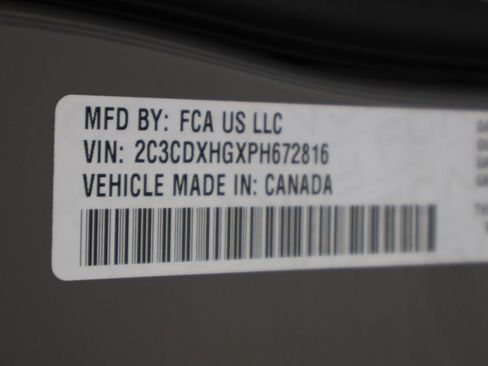 MFD BY: FCA US LLC
VIN: 2C3CDXHGXPH672816
VEHICLE MADE IN: CANADA